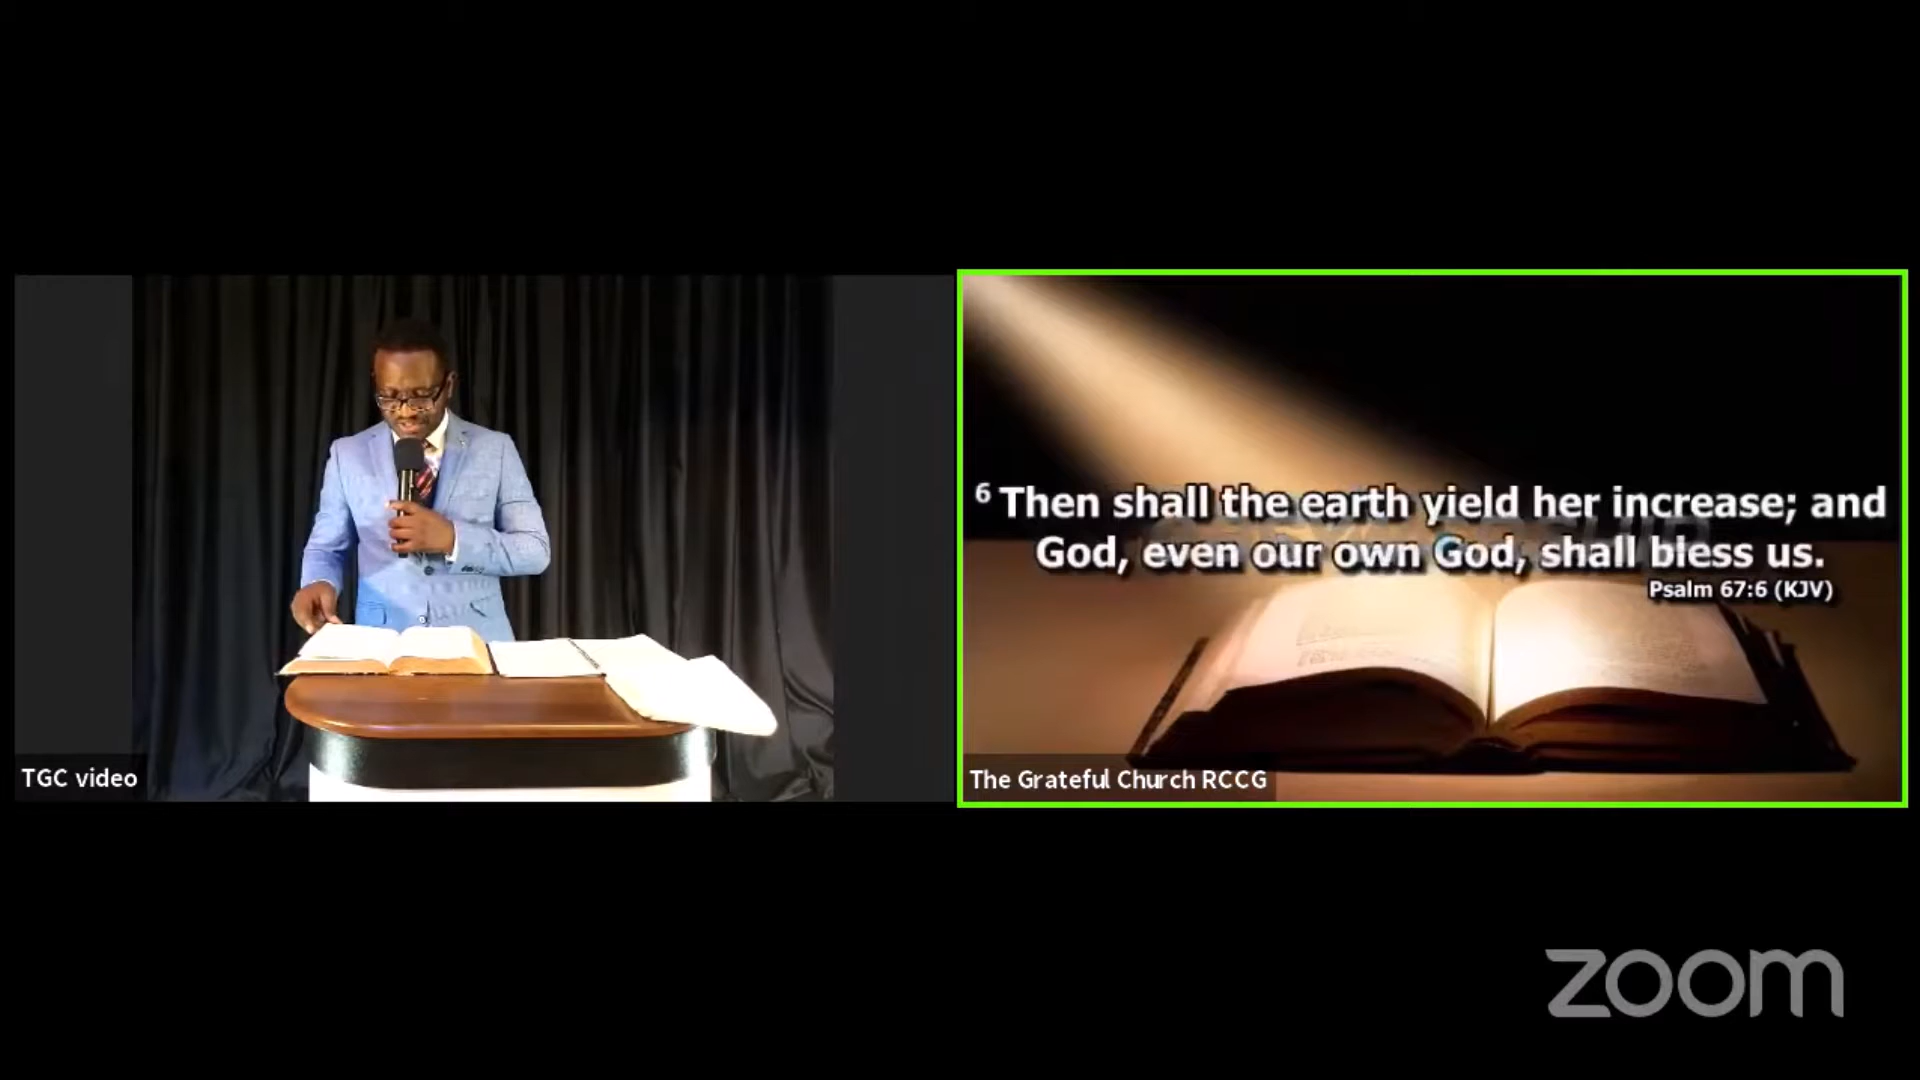 6 Then shall the earth yield her increase; and
God, even our own God, shall bless us.
Psalm 67:6 (KJV)
TGC video
The Grateful Church RCCG
zoom